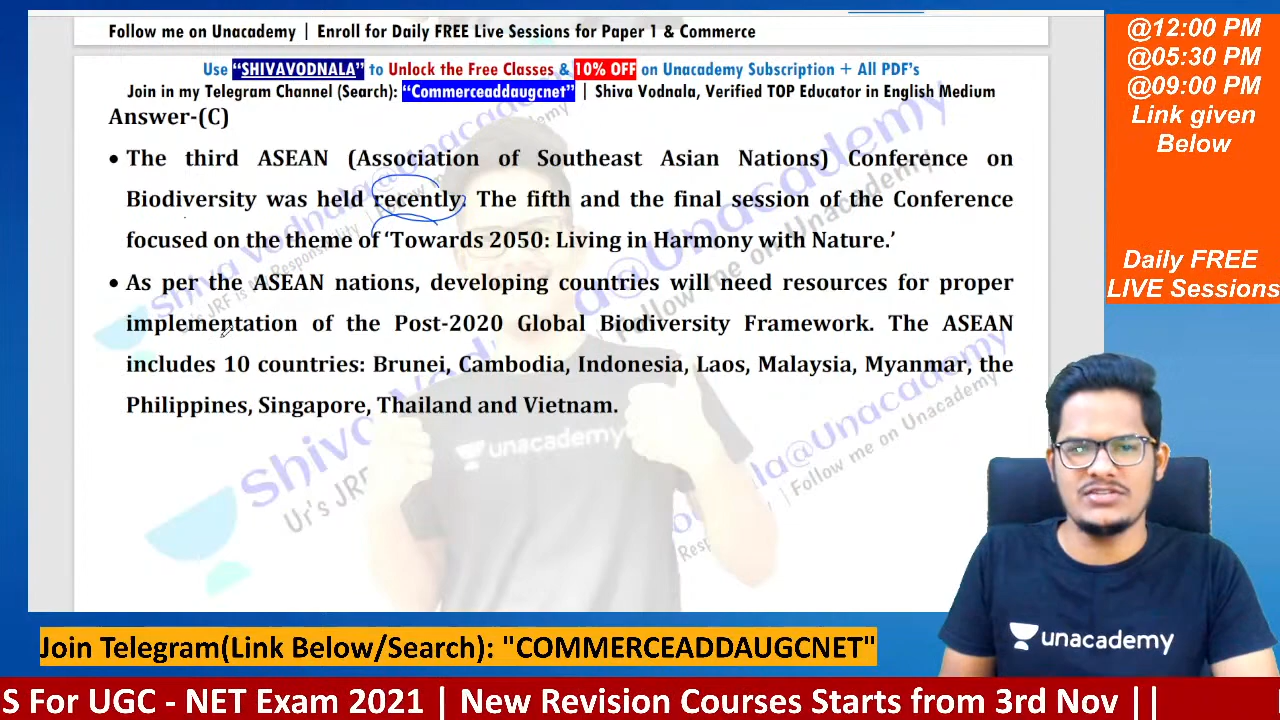 Follow me on Unacademy | Enroll for Daily FREE Live Sessions for Paper 1 & Commerce
Use “SHIVAVODNALA” to Unlock the Free Classes & 10% OFF on Unacademy Subscription + All PDF’s
Join in my Telegram Channel (Search): “Commerceaddaugcnet” | Shiva Vodnala, Verified TOP Educator in English Medium
Answer-(C)
• The third ASEAN (Association of Southeast Asian Nations) Conference on
Biodiversity was held recently. The fifth and the final session of the Conference
focused on the theme of ‘Towards 2050: Living in Harmony with Nature.’
• As per the ASEAN nations, developing countries will need resources for proper
implementation of the Post-2020 Global Biodiversity Framework. The ASEAN
includes 10 countries: Brunei, Cambodia, Indonesia, Laos, Malaysia, Myanmar, the
Philippines, Singapore, Thailand and Vietnam.
unacademy
@12:00 PM
@05:30 PM
@09:00 PM
Link given
Below
Daily FREE
LIVE Sessions
unacademy
Join Telegram(Link Below/Search): "COMMERCEADDAUGCNET"
S For UGC - NET Exam 2021 | New Revision Courses Starts from 3rd Nov ||